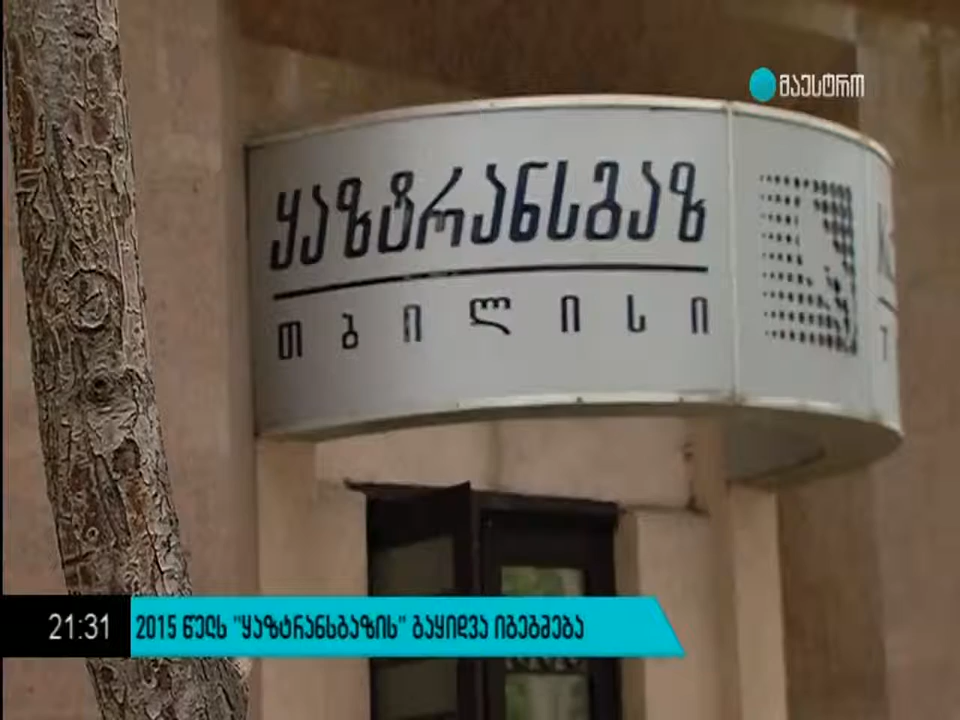 მაესტრო
ყაზტრანსგაზ
თბილისი
K
T
21:31
2015 წელს "ყაზტრანსგაზის" გაყიდვა იგეგმება